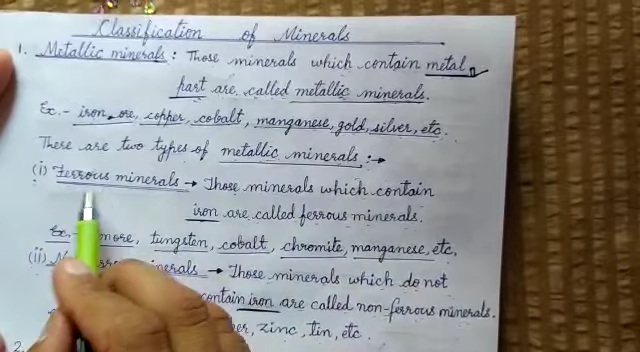 Classification of Minerals
1. Metallic minerals : Those minerals which contain metal
part are called metallic minerals.
Ex.- iron ore, copper, cobalt, manganese, gold, silver, etc.
There are two types of metallic minerals :→
(i) Ferrous minerals → Those minerals which contain
iron are called ferrous minerals.
Ex.- ore, tungsten, cobalt, chromite, manganese, etc,
(ii) minerals → Those minerals which do not
contain iron are called non-ferrous minerals.
zinc, tin, etc.
2.